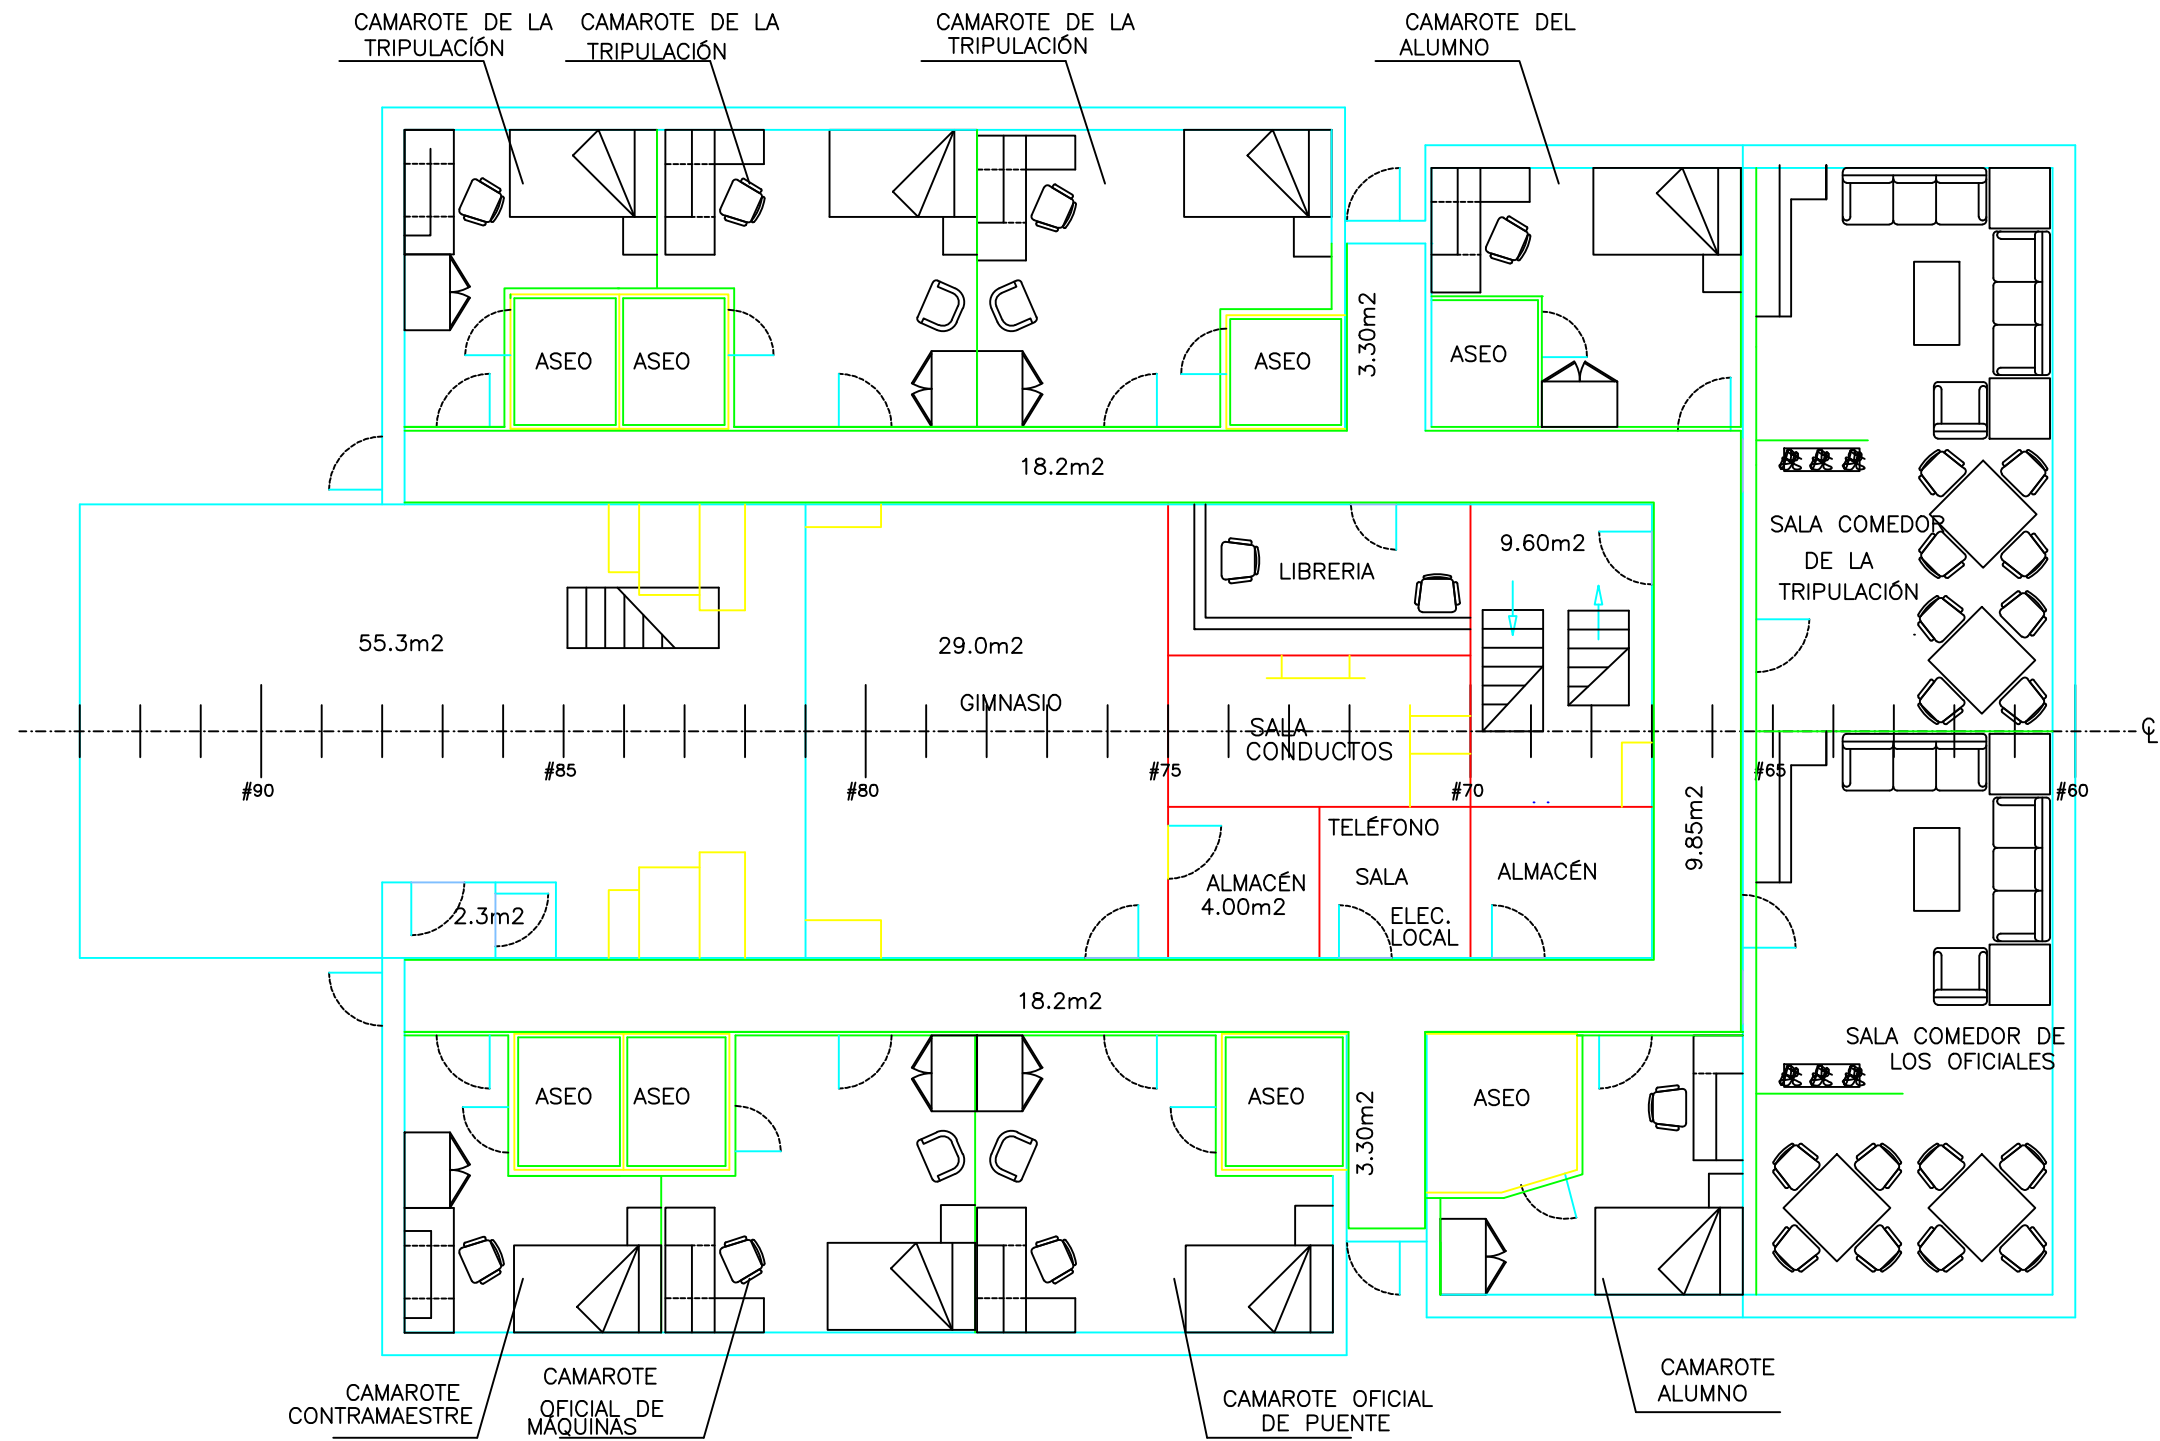 CAMAROTE DE LA
TRIPULACÍÓN
CAMAROTE DE LA
TRIPULACIÓN
CAMAROTE DE LA
TRIPULACIÓN
CAMAROTE DEL
ALUMNO
ASEO
ASEO
ASEO
3.30m2
ASEO
18.2m2
SALA COMEDOR
DE LA
TRIPULACIÓN
9.60m2
LIBRERIA
55.3m2
29.0m2
GIMNASIO
SALA
CONDUCTOS
#90
#85
#80
#75
#70
#65
#60
℄
9.85m2
TELÉFONO
SALA
ELEC.
LOCAL
ALMACÉN
4.00m2
ALMACÉN
2.3m2
18.2m2
SALA COMEDOR DE
LOS OFICIALES
ASEO
ASEO
ASEO
3.30m2
ASEO
CAMAROTE
CONTRAMAESTRE
CAMAROTE
OFICIAL DE
MÁQUINAS
CAMAROTE OFICIAL
DE PUENTE
CAMAROTE
ALUMNO